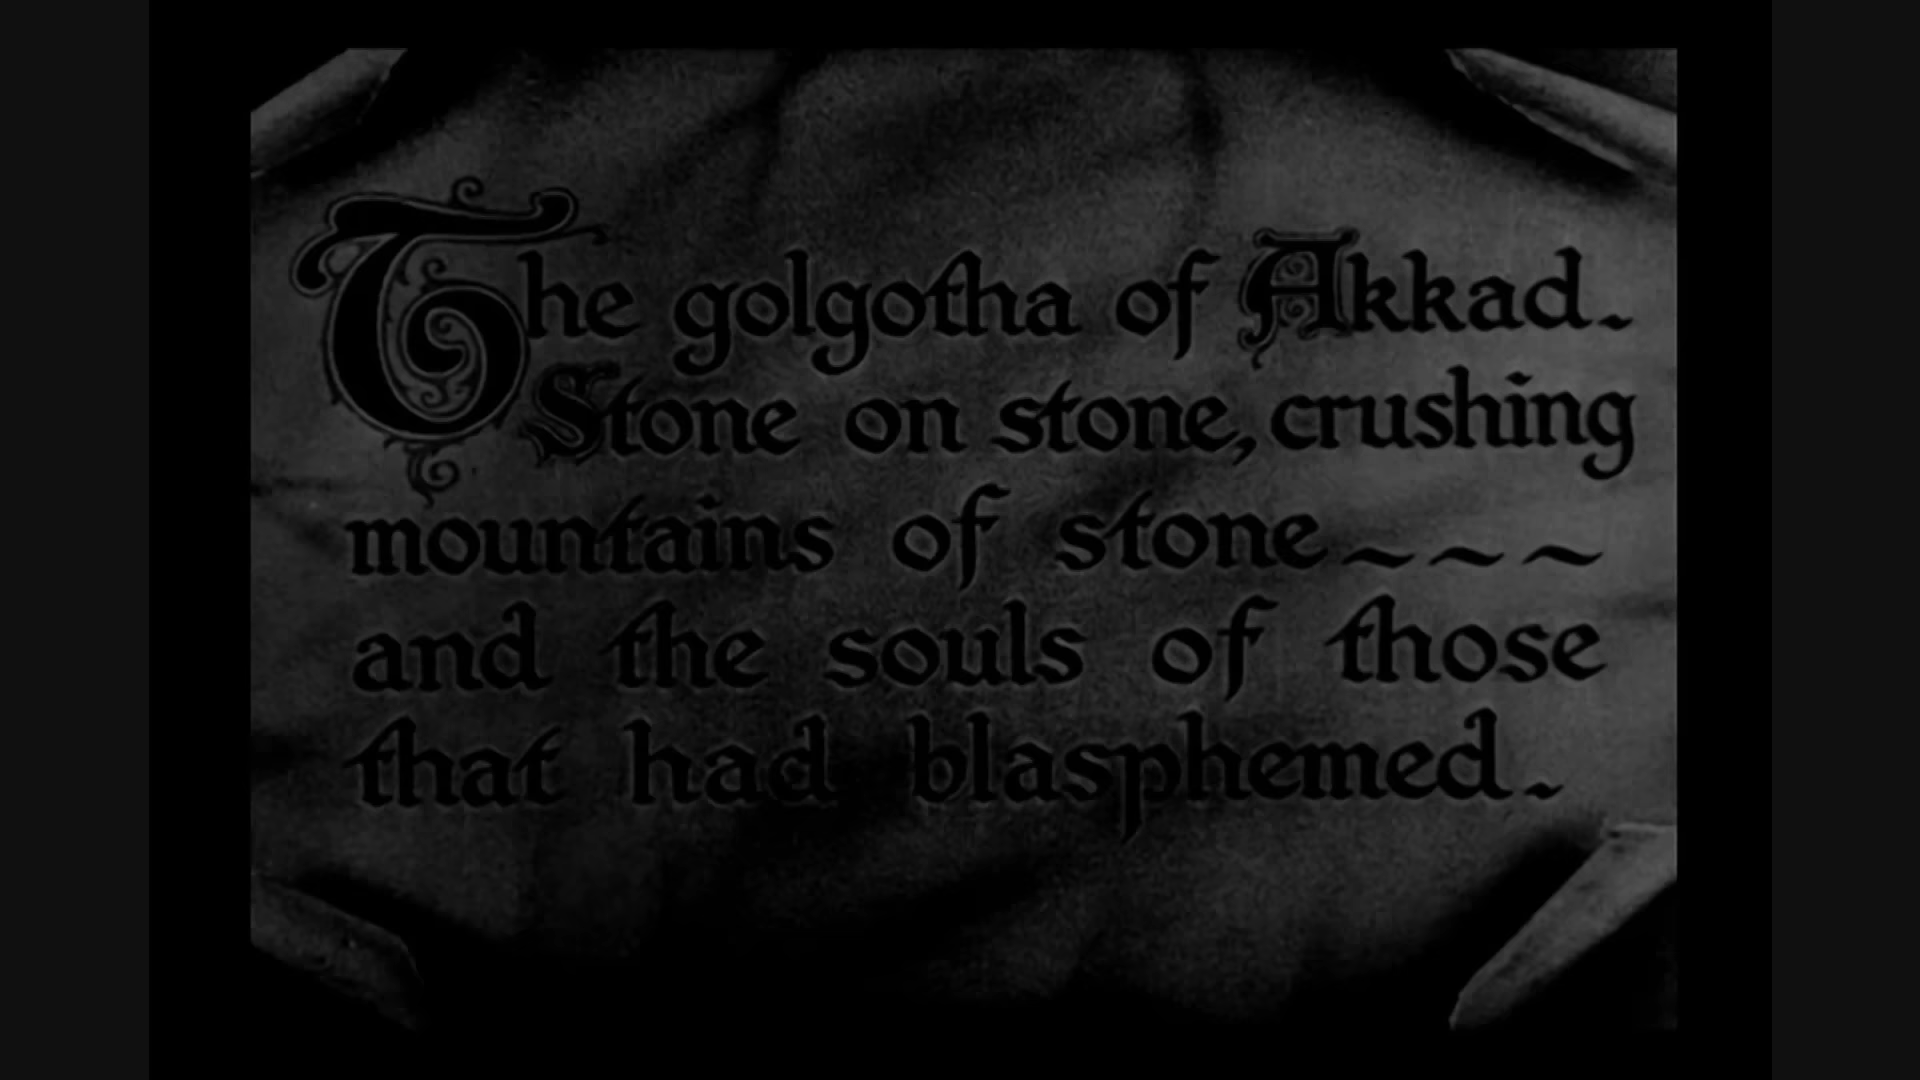 The golgotha of Akkad.
Stone on stone, crushing
mountains of stone~~~
and the souls of those
that had blasphemed.